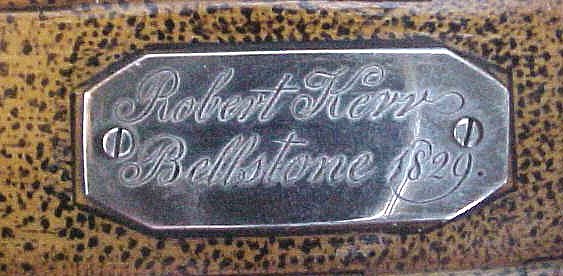 Robert Kerr
Bellstone 1829.